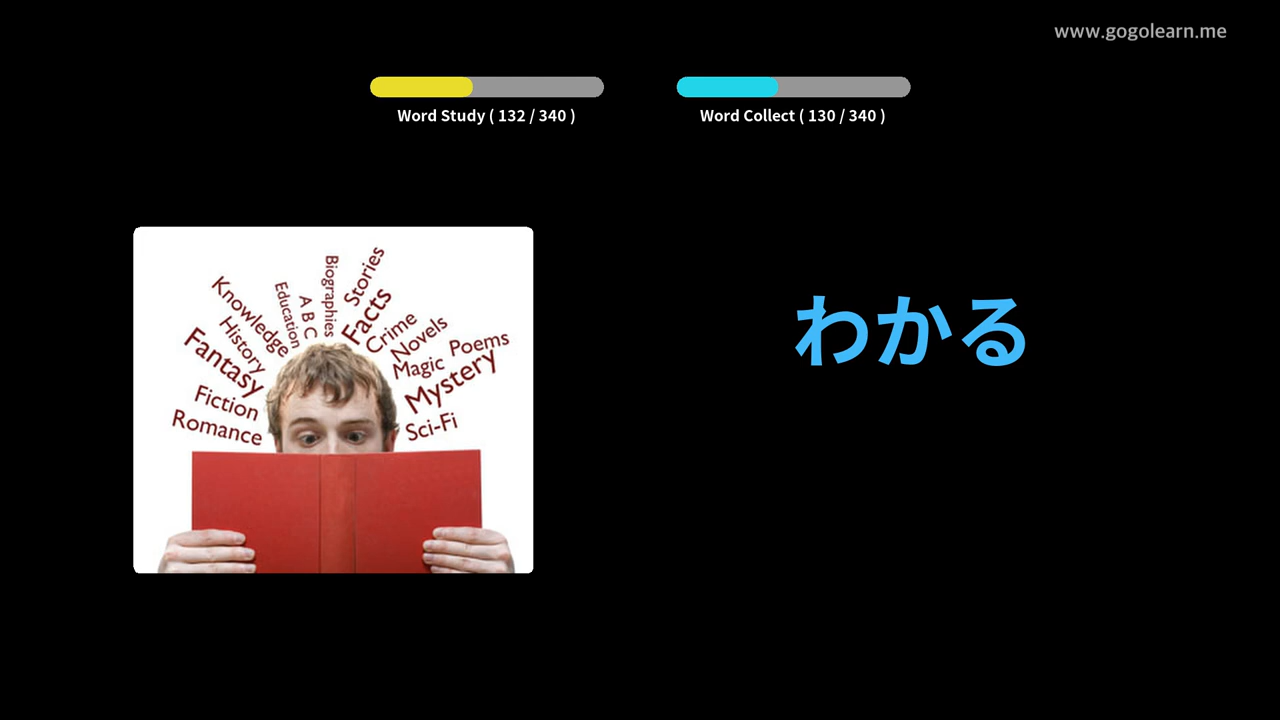 www.gogolearn.me
Word Study ( 132 / 340 )
Word Collect ( 130 / 340 )
わかる
Biographies
Stories
Education
A B C
Facts
Knowledge
Crime
History
Novels
Fantasy
Magic
Poems
Mystery
Fiction
Romance
Sci-Fi